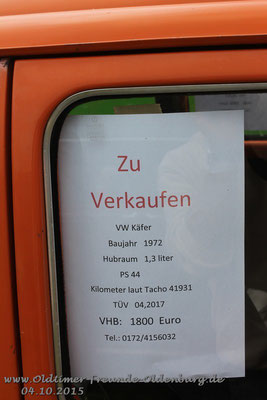 Zu
Verkaufen
VW Käfer
Baujahr 1972
Hubraum 1,3 liter
PS 44
Kilometer laut Tacho 41931
TÜV 04,2017
VHB: 1800 Euro
Tel.: 0172/4156032
www.Oldtimer-Freunde-Oldenburg.de
04.10.2015